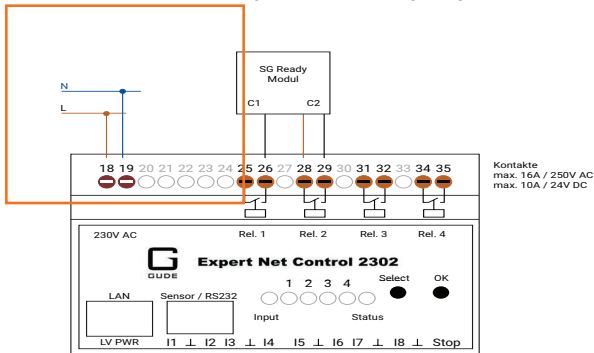 SG Ready
Modul
N
L
C1 C2
18 19 20 21 22 23 24 25 26 27 28 29 30 31 32 33 34 35
Kontakte
max. 16A / 250V AC
max. 10A / 24V DC
230V AC Rel. 1 Rel. 2 Rel. 3 Rel. 4
GUDE
Expert Net Control 2302
1 2 3 4 Select OK
LAN Sensor / RS232
Input Status
LV PWR I1 ⊥ I2 I3 ⊥ I4 I5 ⊥ I6 I7 ⊥ I8 ⊥ Stop